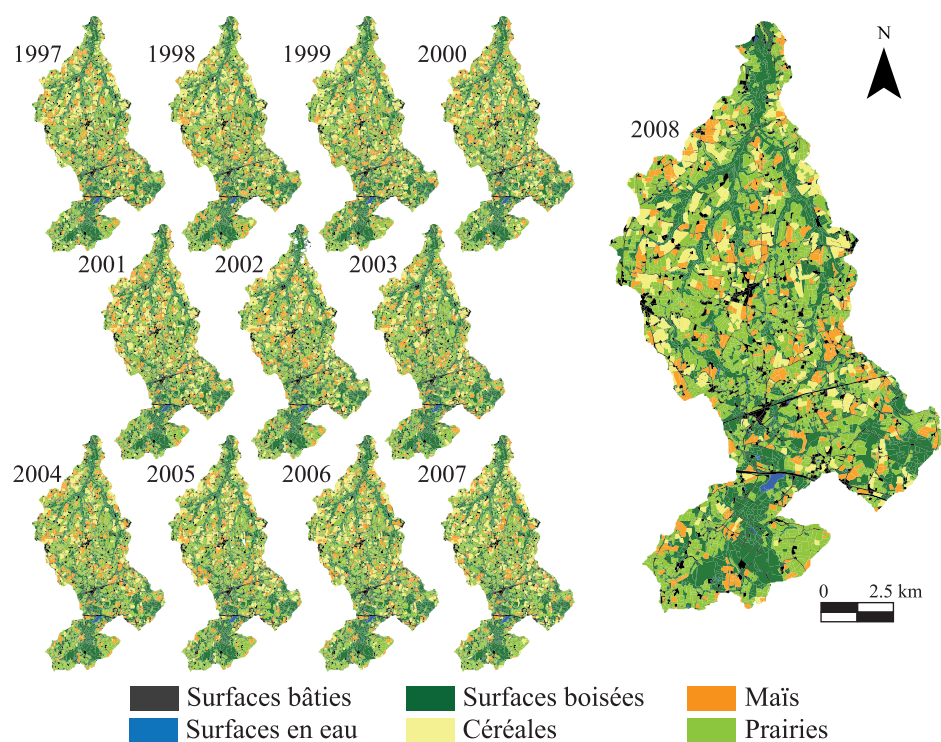 1997
1998
1999
2000
N
2008
2001
2002
2003
2004
2005
2006
2007
0 2.5 km
Surfaces bâties
Surfaces boisées
Maïs
Surfaces en eau
Céréales
Prairies